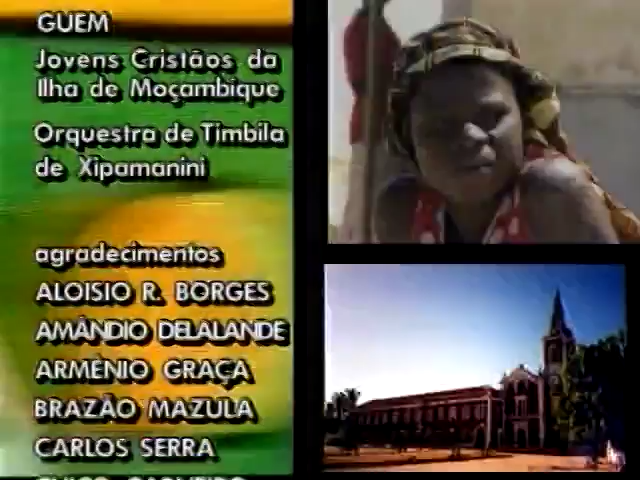 GUEM
Jovens Cristãos da
Ilha de Moçambique
Orquestra de Timbila
de Xipamanini
agradecimentos
ALOISIO R. BORGES
AMÂNDIO DELALANDE
ARMÉNIO GRAÇA
BRAZÃO MAZULA
CARLOS SERRA